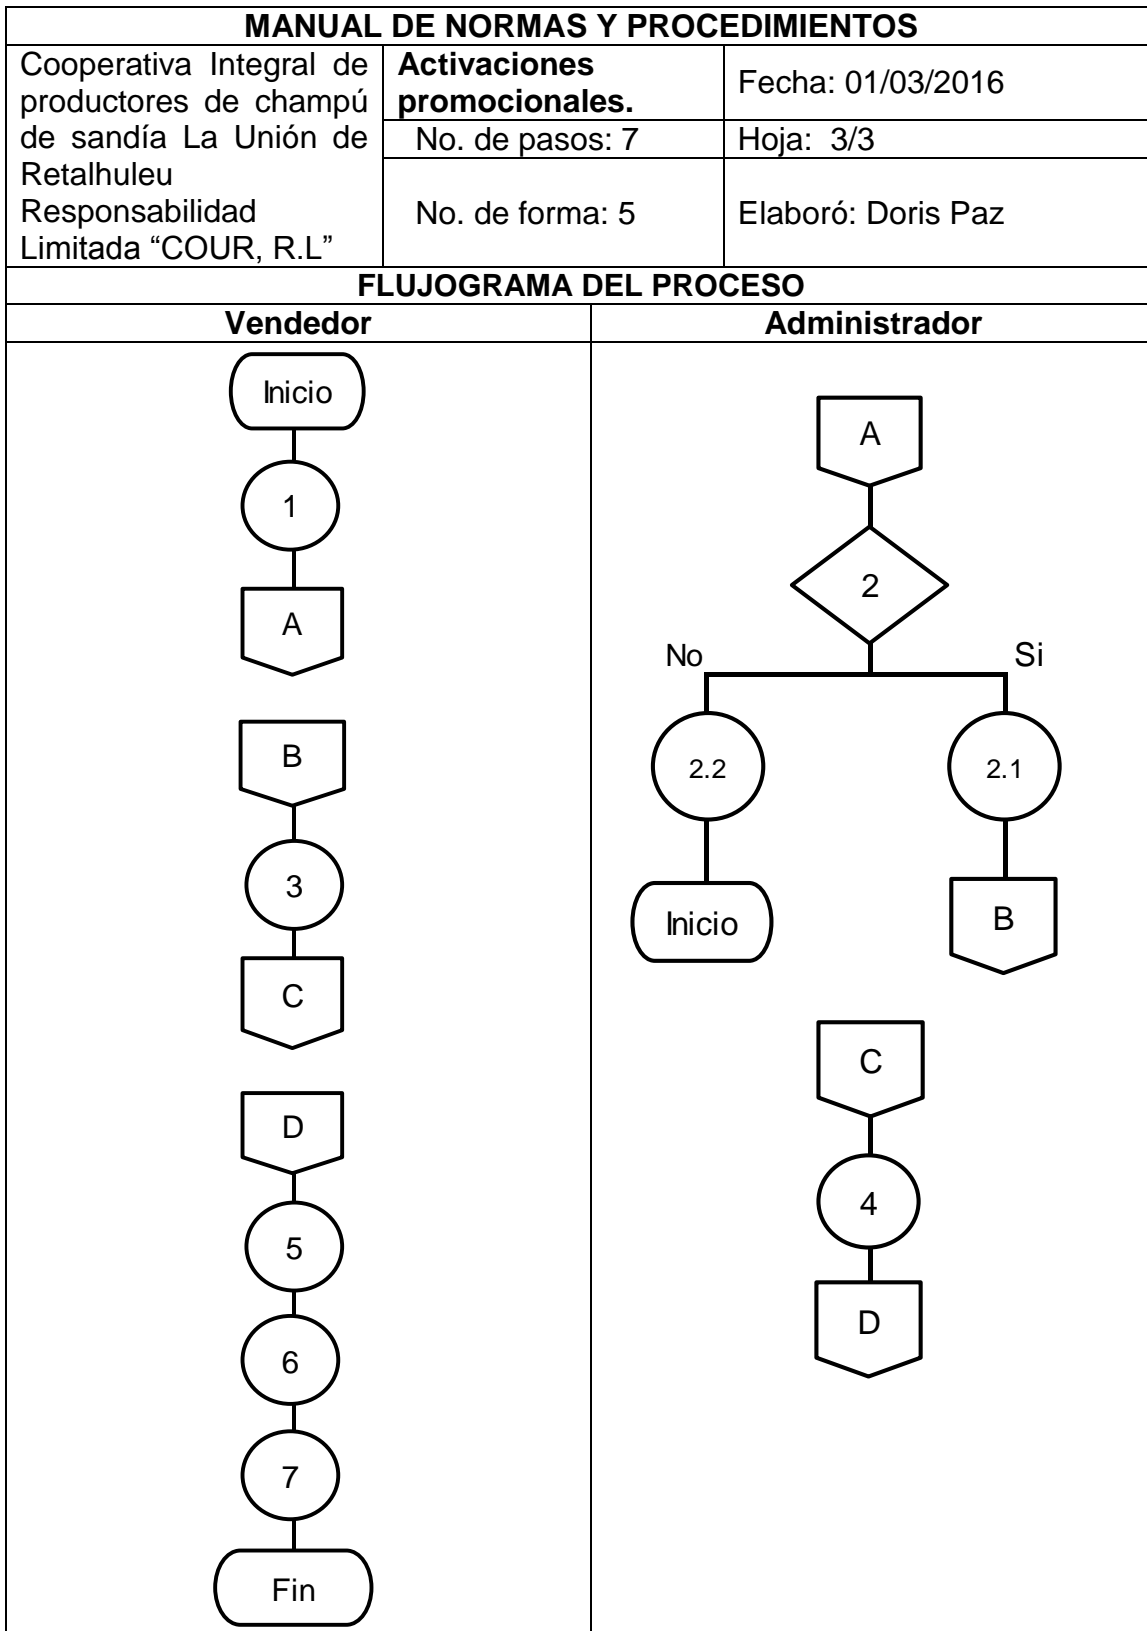 MANUAL DE NORMAS Y PROCEDIMIENTOS
Cooperativa Integral de
productores de champú
de sandía La Unión de
Retalhuleu
Responsabilidad
Limitada “COUR, R.L”
Activaciones
promocionales.
Fecha: 01/03/2016
No. de pasos: 7
Hoja: 3/3
No. de forma: 5
Elaboró: Doris Paz
FLUJOGRAMA DEL PROCESO
Vendedor
Administrador
Inicio
1
A
B
3
C
D
5
6
7
Fin
A
2
No
Si
2.2
2.1
Inicio
B
C
4
D